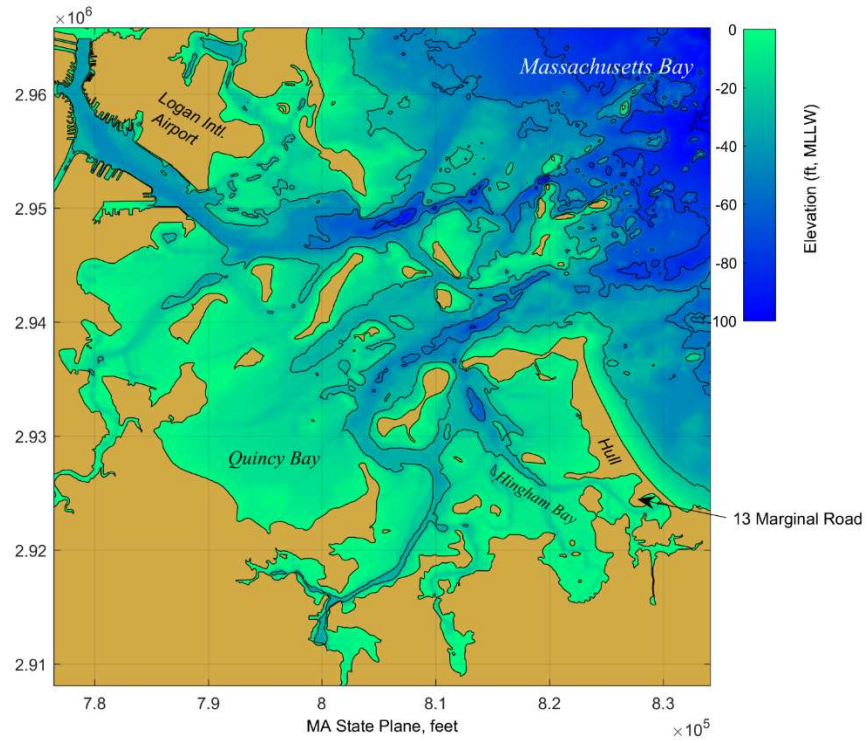 ×10⁶
2.96
2.95
2.94
2.93
2.92
2.91
7.8
7.9
8
8.1
8.2
8.3
×10⁵
MA State Plane, feet
Massachusetts Bay
Logan Intl.
Airport
Quincy Bay
Hingham Bay
Hull
13 Marginal Road
0
-20
-40
-60
-80
-100
Elevation (ft, MLLW)